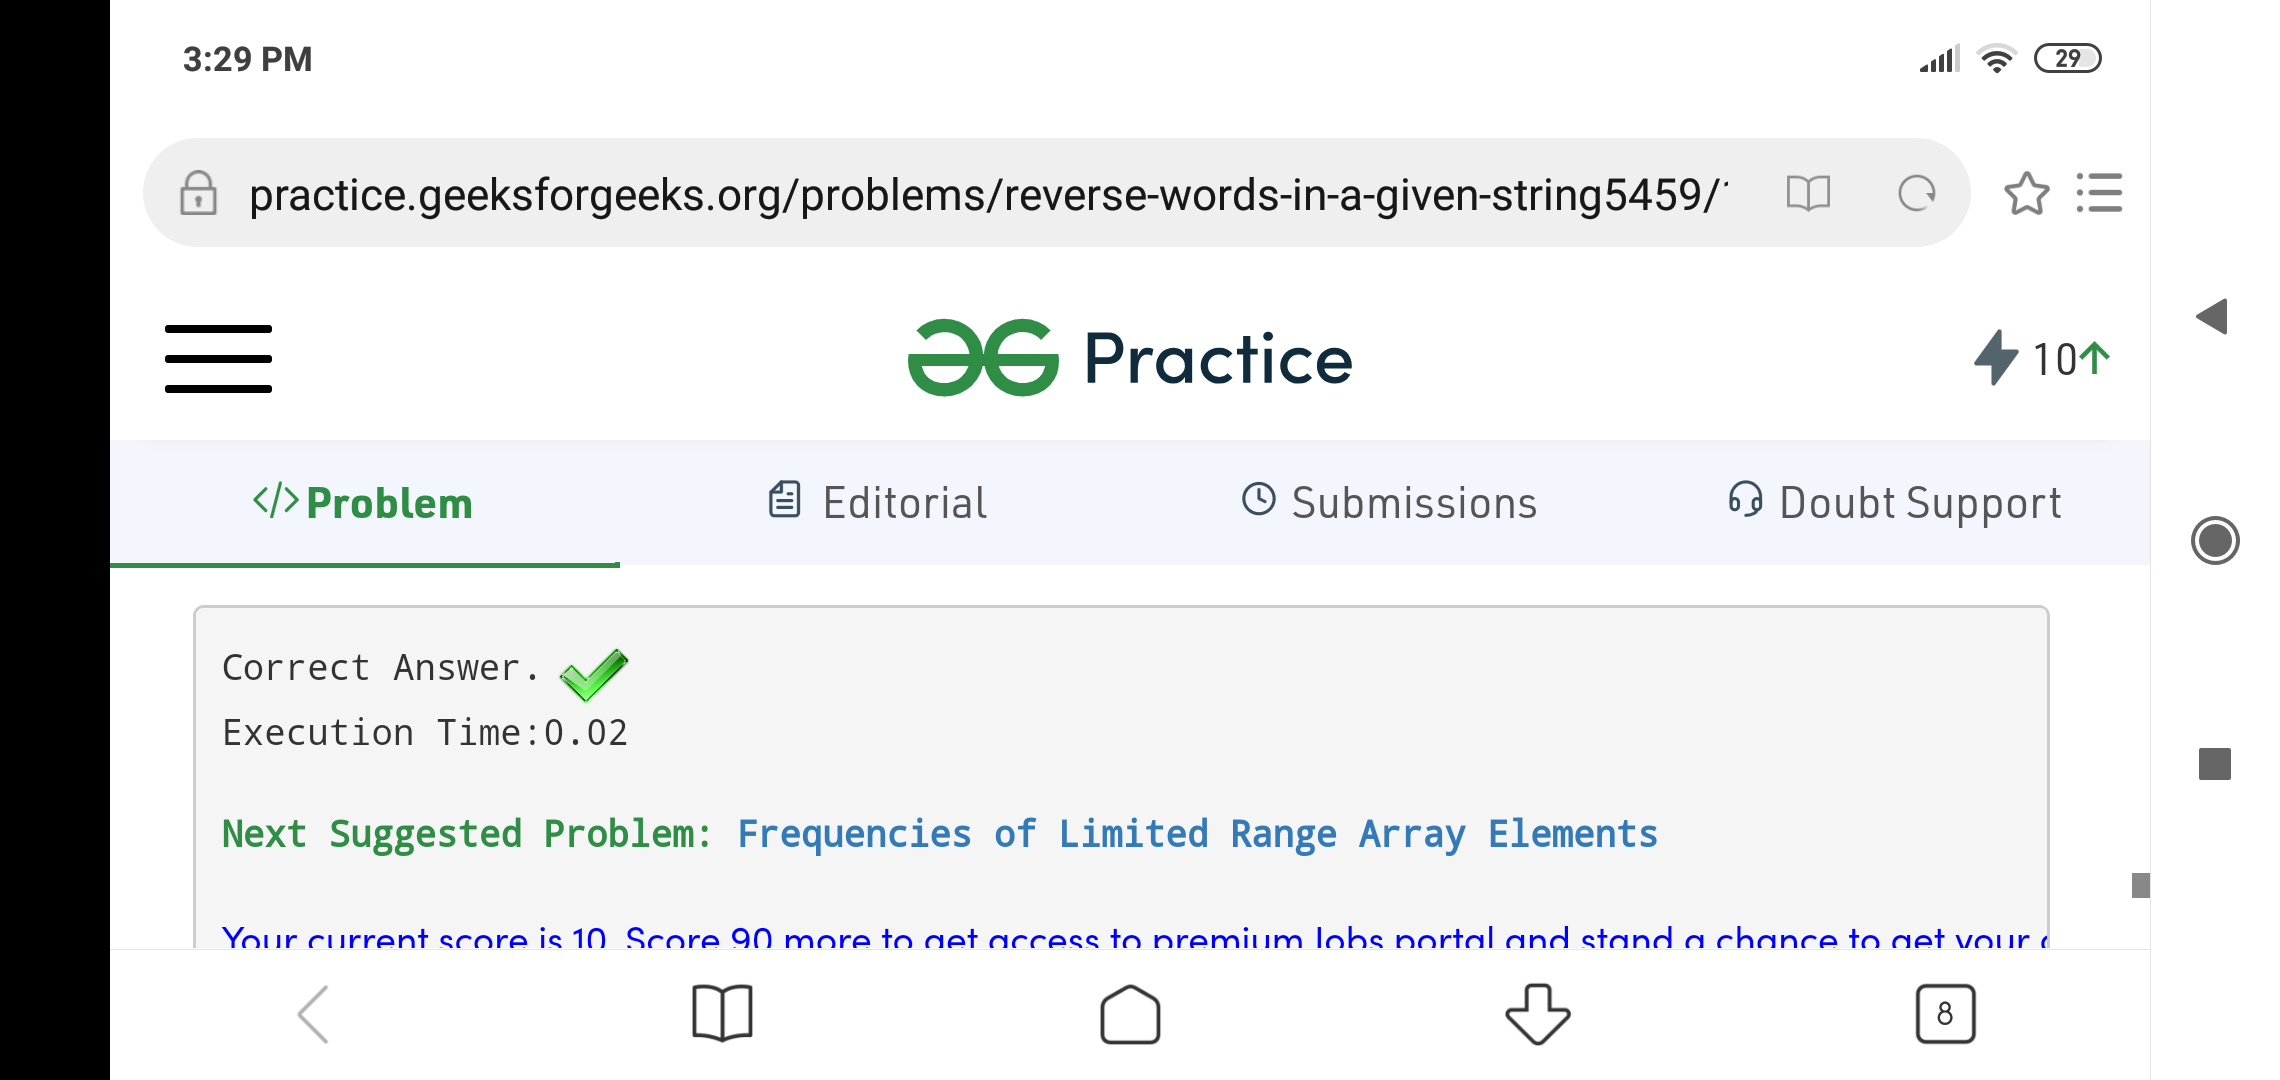 3:29 PM
29
practice.geeksforgeeks.org/problems/reverse-words-in-a-given-string5459/
Practice
10↑
</>Problem
Editorial
Submissions
Doubt Support
Correct Answer.
Execution Time:0.02
Next Suggested Problem: Frequencies of Limited Range Array Elements
Your current score is 10. Score 90 more to get access to premium Jobs portal and stand a chance to get your
8